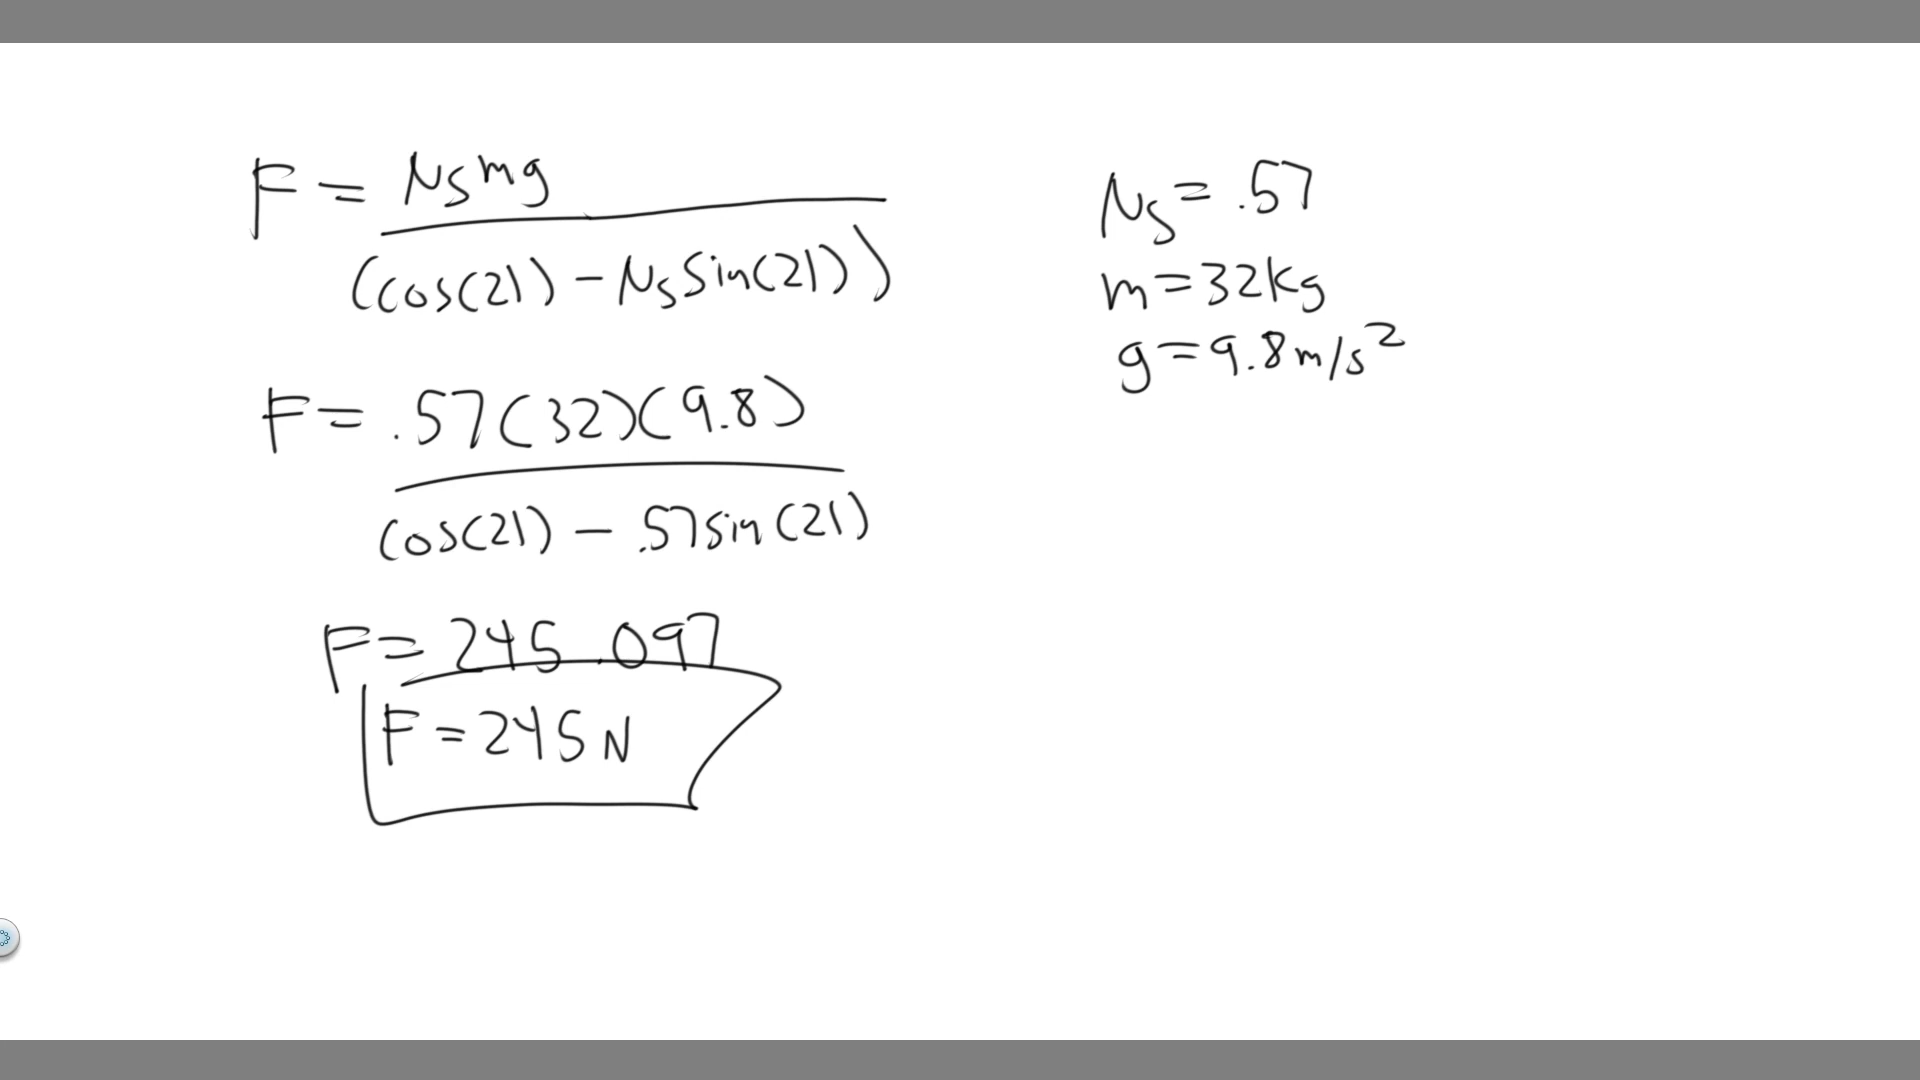 F = μsmg
(cos(21) - μssin(21))
F = .57(32)(9.8)
cos(21) - .57sin(21)
F = 245.097
F = 245N
μs = .57
m = 32kg
g = 9.8m/s²